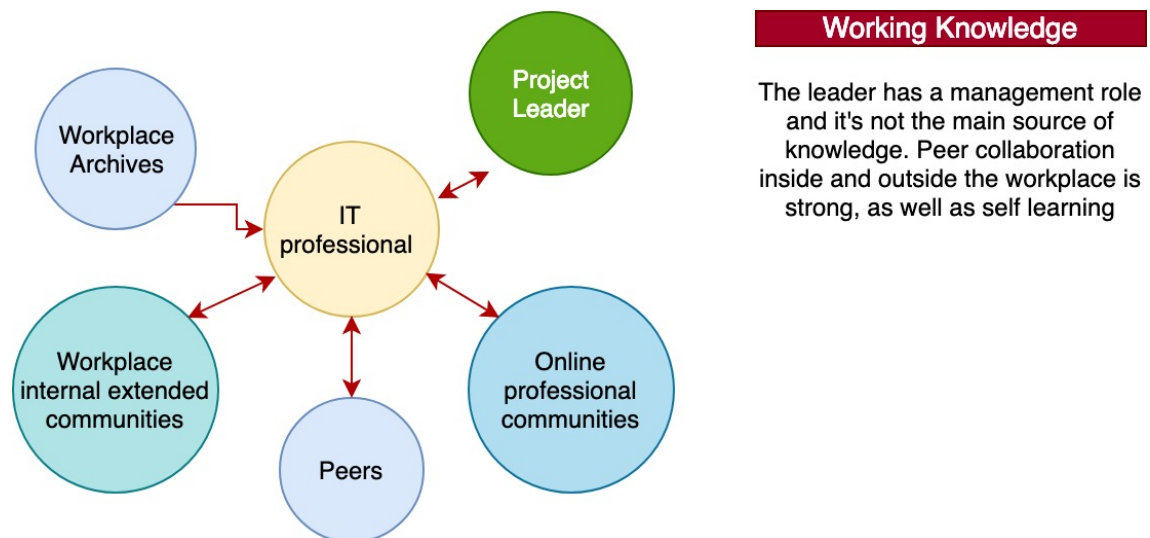 Working Knowledge
Project
Leader
The leader has a management role
and it's not the main source of
knowledge. Peer collaboration
inside and outside the workplace is
strong, as well as self learning
Workplace
Archives
IT
professional
Workplace
internal extended
communities
Online
professional
communities
Peers